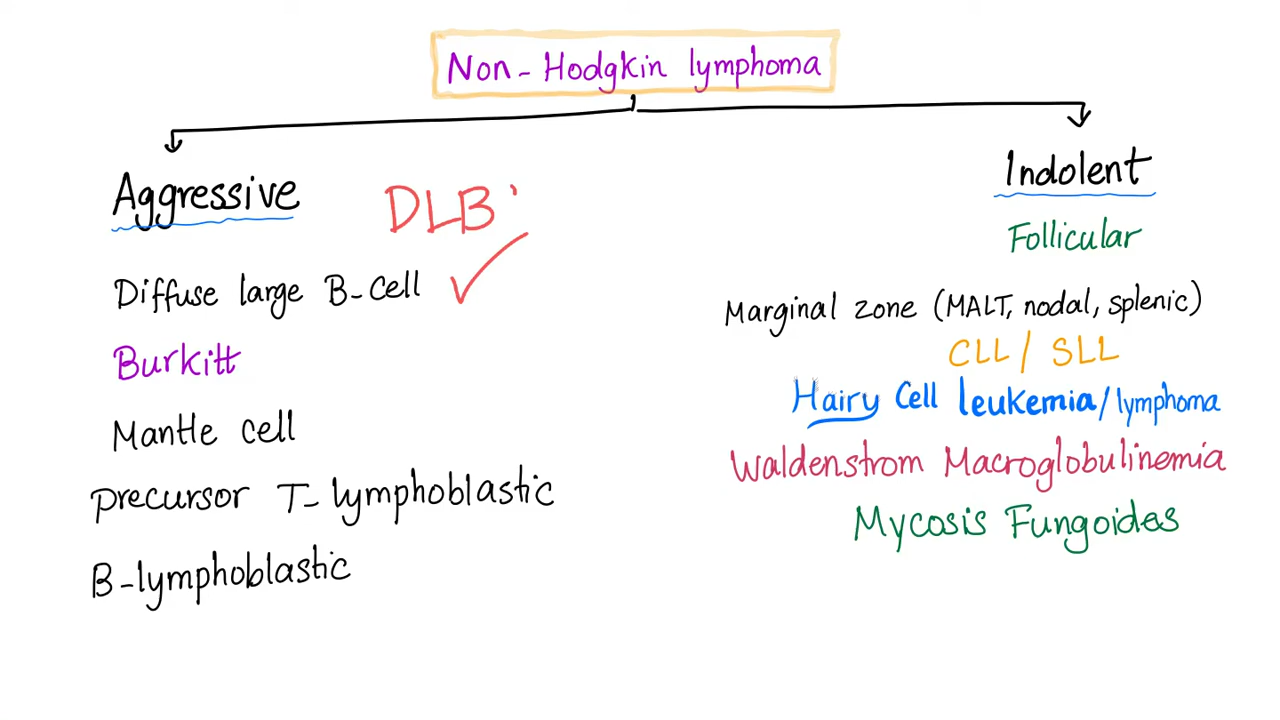 Non-Hodgkin lymphoma
Aggressive
DLB'
Diffuse large B-cell
Burkitt
Mantle cell
precursor T-lymphoblastic
B-lymphoblastic
Indolent
Follicular
Marginal zone (MALT, nodal, splenic)
CLL / SLL
Hairy Cell leukemia/lymphoma
Waldenstrom Macroglobulinemia
Mycosis Fungoides